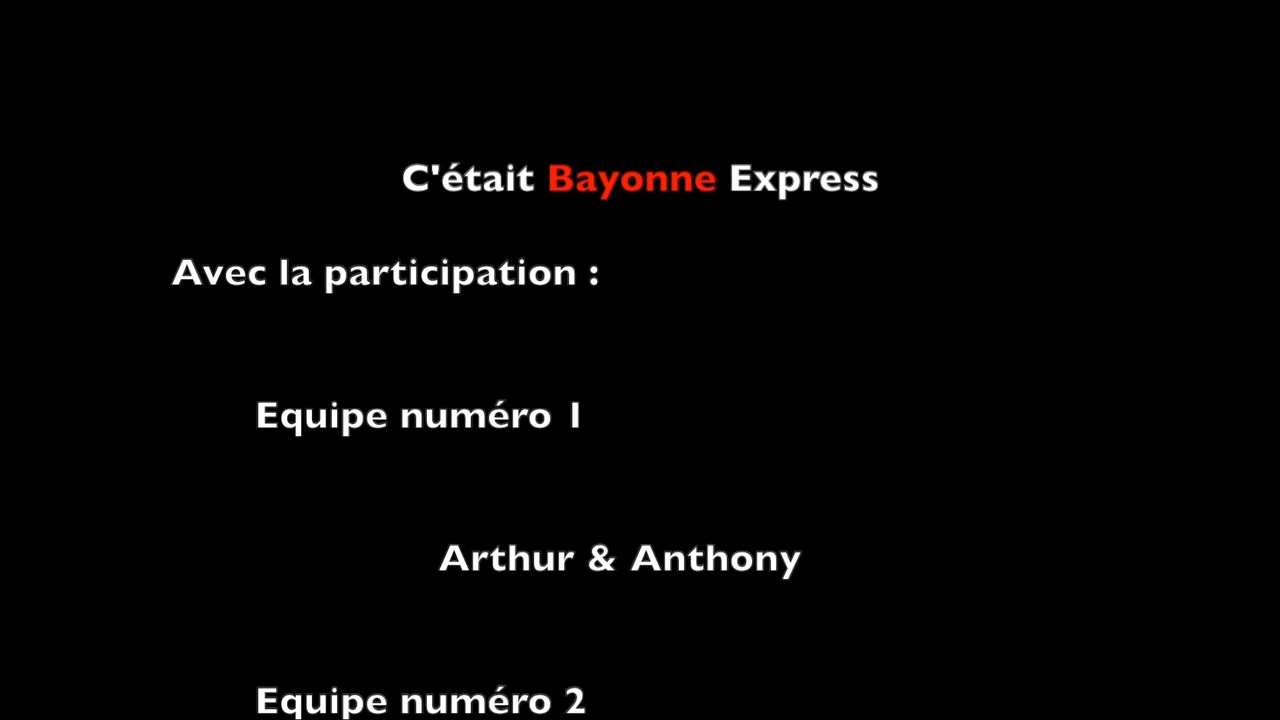 C'était Bayonne Express
Avec la participation :
Equipe numéro 1
Arthur & Anthony
Equipe numéro 2